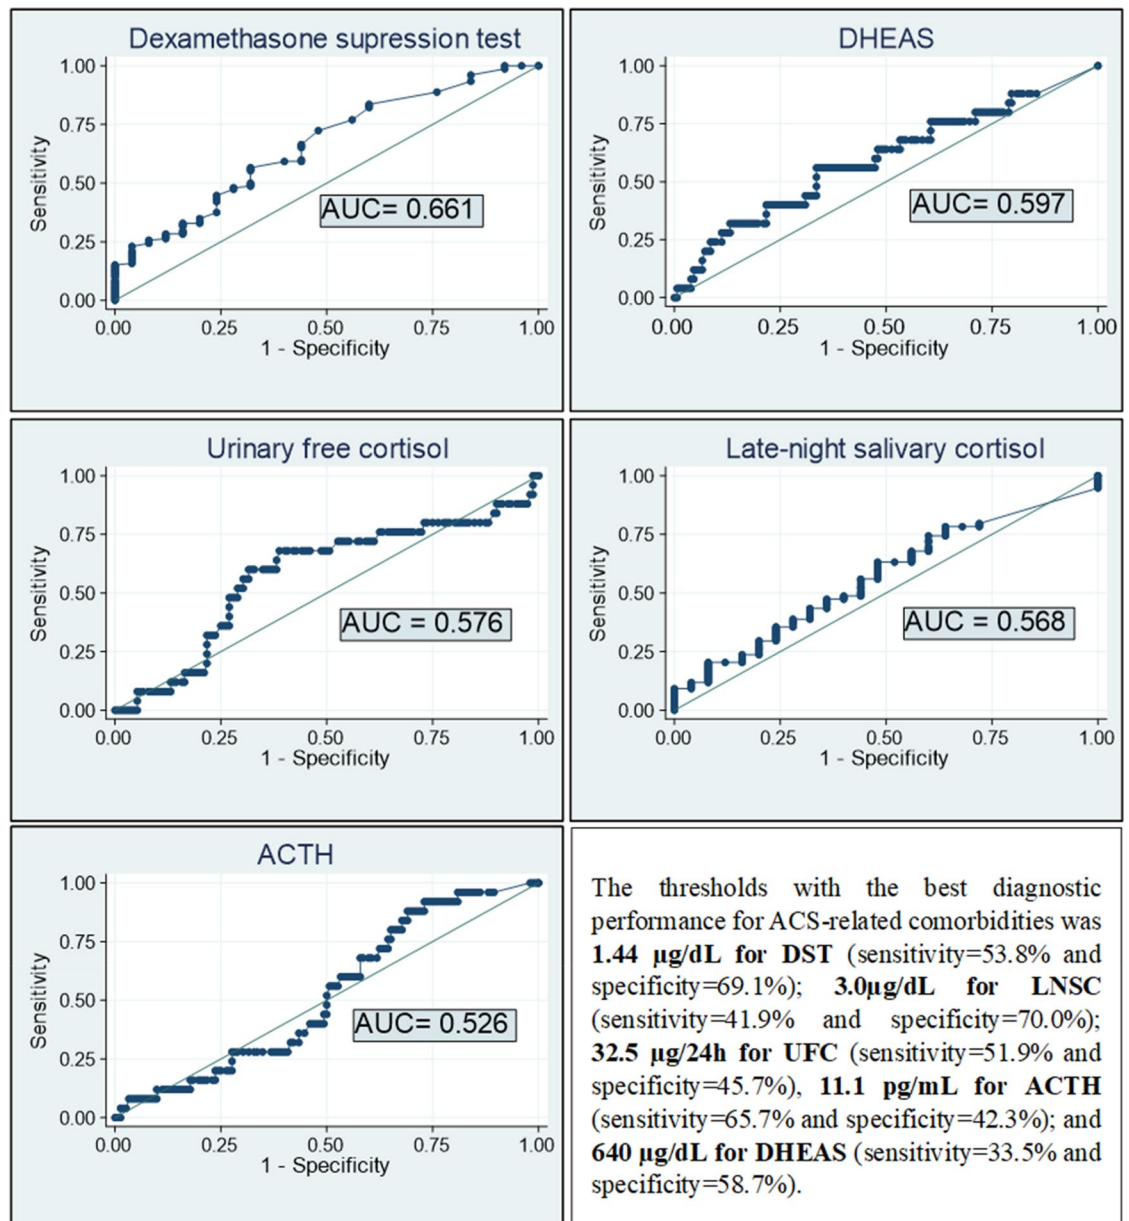 Dexamethasone supression test
1.00
0.75
0.50
0.25
0.00
Sensitivity
AUC= 0.661
0.00 0.25 0.50 0.75 1.00
1 - Specificity
DHEAS
1.00
0.75
0.50
0.25
0.00
Sensitivity
AUC= 0.597
0.00 0.25 0.50 0.75 1.00
1 - Specificity
Urinary free cortisol
1.00
0.75
0.50
0.25
0.00
Sensitivity
AUC = 0.576
0.00 0.25 0.50 0.75 1.00
1 - Specificity
Late-night salivary cortisol
1.00
0.75
0.50
0.25
0.00
Sensitivity
AUC = 0.568
0.00 0.25 0.50 0.75 1.00
1 - Specificity
ACTH
1.00
0.75
0.50
0.25
0.00
Sensitivity
AUC= 0.526
0.00 0.25 0.50 0.75 1.00
1 - Specificity
The thresholds with the best diagnostic
performance for ACS-related comorbidities was
1.44 µg/dL for DST (sensitivity=53.8% and
specificity=69.1%); 3.0µg/dL for LNSC
(sensitivity=41.9% and specificity=70.0%);
32.5 µg/24h for UFC (sensitivity=51.9% and
specificity=45.7%), 11.1 pg/mL for ACTH
(sensitivity=65.7% and specificity=42.3%); and
640 µg/dL for DHEAS (sensitivity=33.5% and
specificity=58.7%).